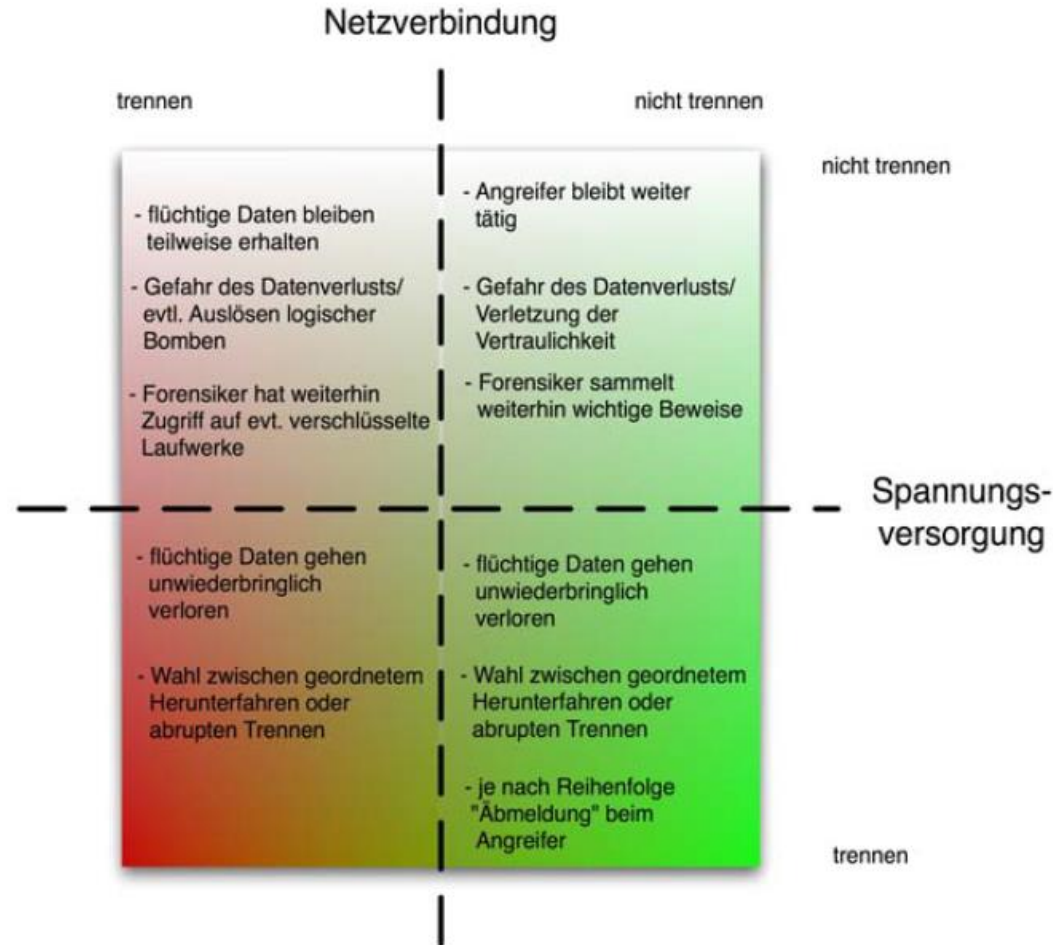 Netzverbindung
trennen
nicht trennen
nicht trennen
- flüchtige Daten bleiben
teilweise erhalten
- Gefahr des Datenverlusts/
evtl. Auslösen logischer
Bomben
- Forensiker hat weiterhin
Zugriff auf evt. verschlüsselte
Laufwerke
- Angreifer bleibt weiter
tätig
- Gefahr des Datenverlusts/
Verletzung der
Vertraulichkeit
- Forensiker sammelt
weiterhin wichtige Beweise
Spannungs-
versorgung
- flüchtige Daten gehen
unwiederbringlich
verloren
- Wahl zwischen geordnetem
Herunterfahren oder
abrupten Trennen
- flüchtige Daten gehen
unwiederbringlich
verloren
- Wahl zwischen geordnetem
Herunterfahren oder
abrupten Trennen
- je nach Reihenfolge
"Äbmeldung" beim
Angreifer
trennen